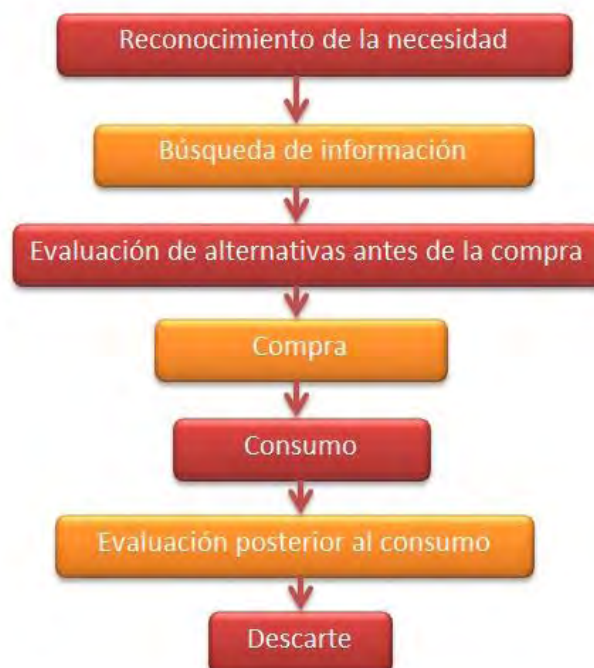 Reconocimiento de la necesidad
Búsqueda de información
Evaluación de alternativas antes de la compra
Compra
Consumo
Evaluación posterior al consumo
Descarte